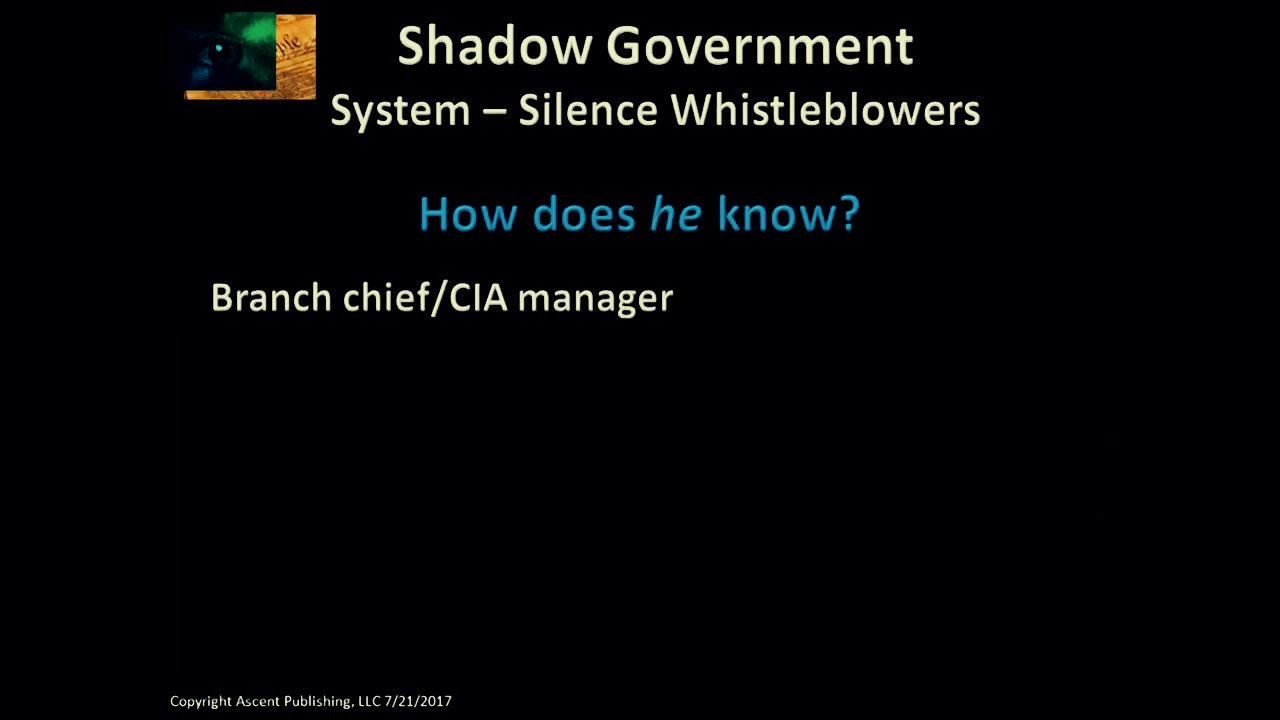 Shadow Government
System – Silence Whistleblowers
How does he know?
Branch chief/CIA manager
Copyright Ascent Publishing, LLC 7/21/2017